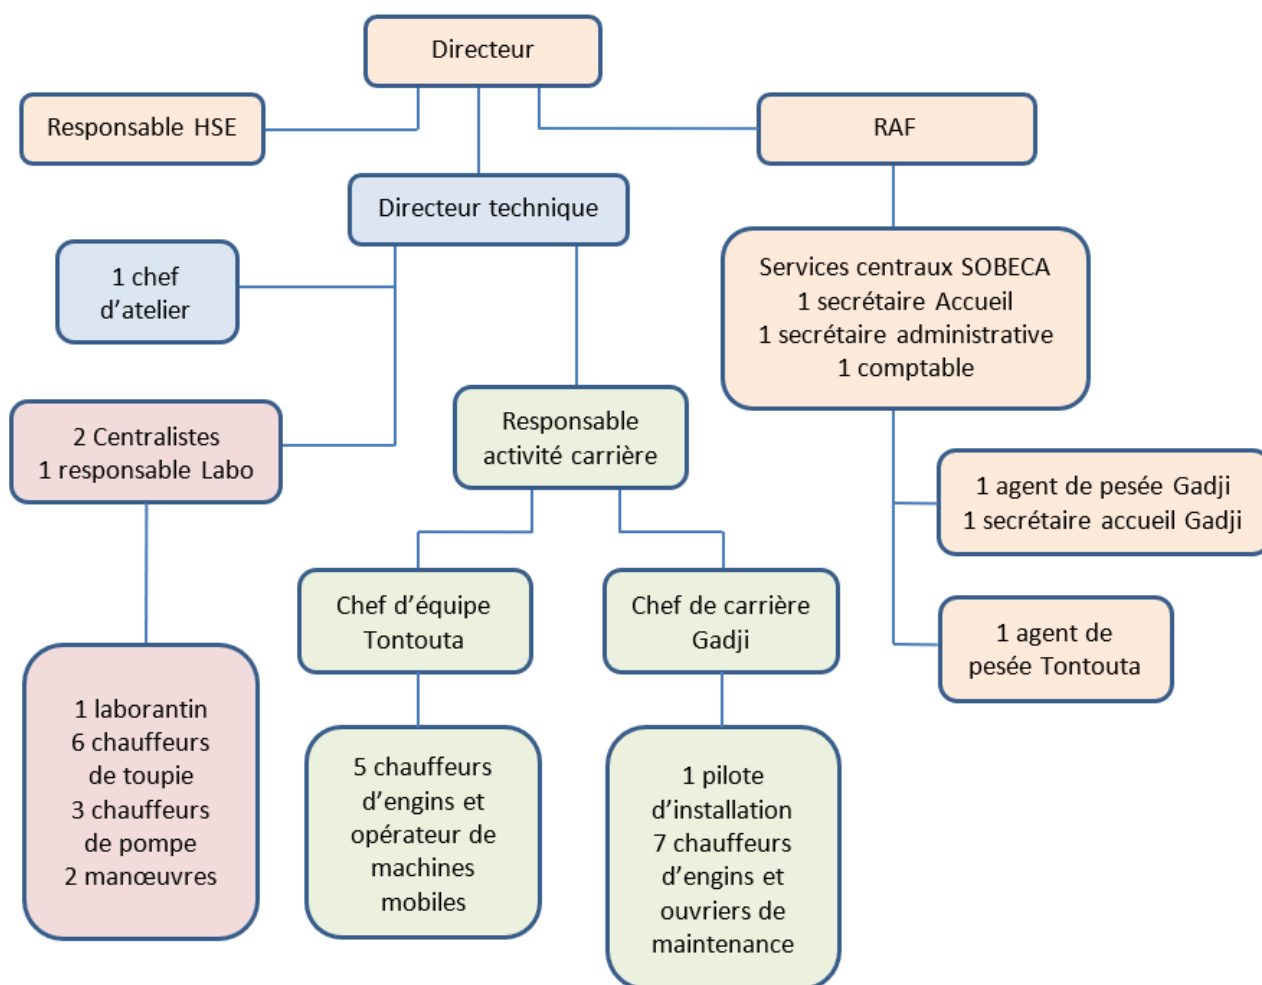 Directeur
Responsable HSE
RAF
Directeur technique
1 chef
d’atelier
Services centraux SOBECA
1 secrétaire Accueil
1 secrétaire administrative
1 comptable
2 Centralistes
1 responsable Labo
Responsable
activité carrière
1 agent de pesée Gadji
1 secrétaire accueil Gadji
Chef d’équipe
Tontouta
Chef de carrière
Gadji
1 agent de
pesée Tontouta
1 laborantin
6 chauffeurs
de toupie
3 chauffeurs
de pompe
2 manœuvres
5 chauffeurs
d’engins et
opérateur de
machines
mobiles
1 pilote
d’installation
7 chauffeurs
d’engins et
ouvriers de
maintenance